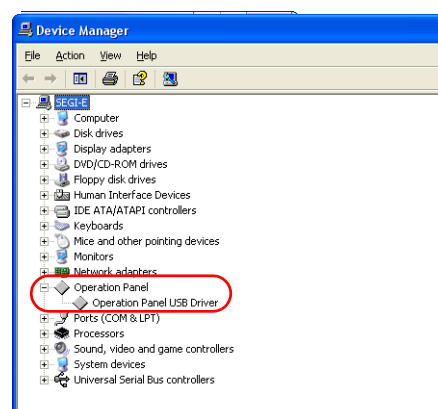 Device Manager
File Action View Help
SEGI-E
Computer
Disk drives
Display adapters
DVD/CD-ROM drives
Floppy disk drives
Human Interface Devices
IDE ATA/ATAPI controllers
Keyboards
Mice and other pointing devices
Monitors
Network adapters
Operation Panel
Operation Panel USB Driver
Ports (COM & LPT)
Processors
Sound, video and game controllers
System devices
Universal Serial Bus controllers